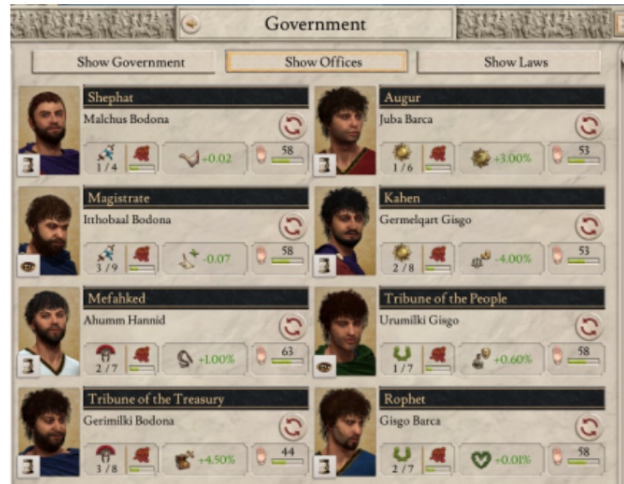 Government
Show Government Show Offices Show Laws
Shephat Augur
Malchus Bodona Juba Barca
1/4 +0.02 58 1/6 +3.00% 53
Magistrate Kahen
Itthobaal Bodona Germelqart Gisgo
3/9 -0.07 58 2/8 -4.00% 53
Mefahked Tribune of the People
Ahumm Hannid Urumilki Gisgo
2/7 +1.00% 63 1/7 +0.60% 58
Tribune of the Treasury Rophet
Gerimilki Bodona Gisgo Barca
3/8 +4.50% 44 2/7 +0.01% 58